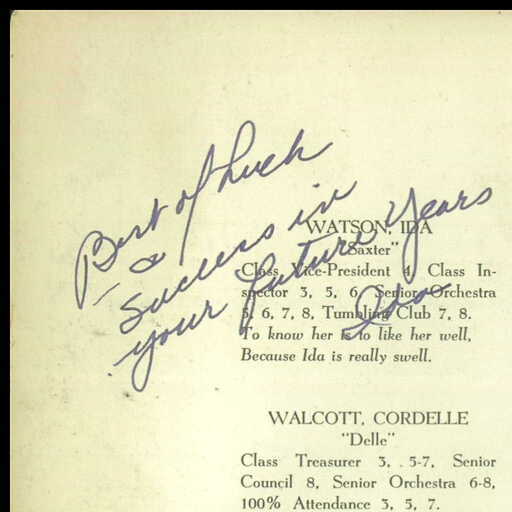 Best of luck
&
Success in
your future Years
Ida
WATSON, IDA
"Saxter"
Class Vice-President 4, Class In-
spector 3, 5, 6, Senior Orchestra
5, 6, 7, 8, Tumbling Club 7, 8.
To know her is to like her well,
Because Ida is really swell.
WALCOTT, CORDELLE
"Delle"
Class Treasurer 3, 5-7, Senior
Council 8, Senior Orchestra 6-8,
100% Attendance 3, 5, 7.